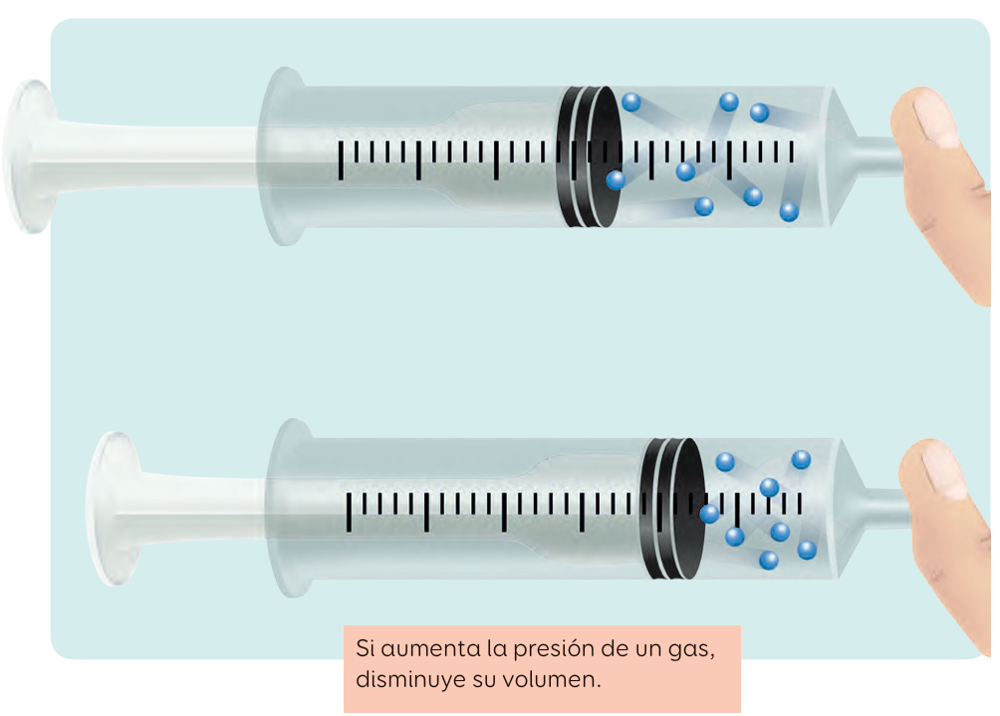 Si aumenta la presión de un gas,
disminuye su volumen.